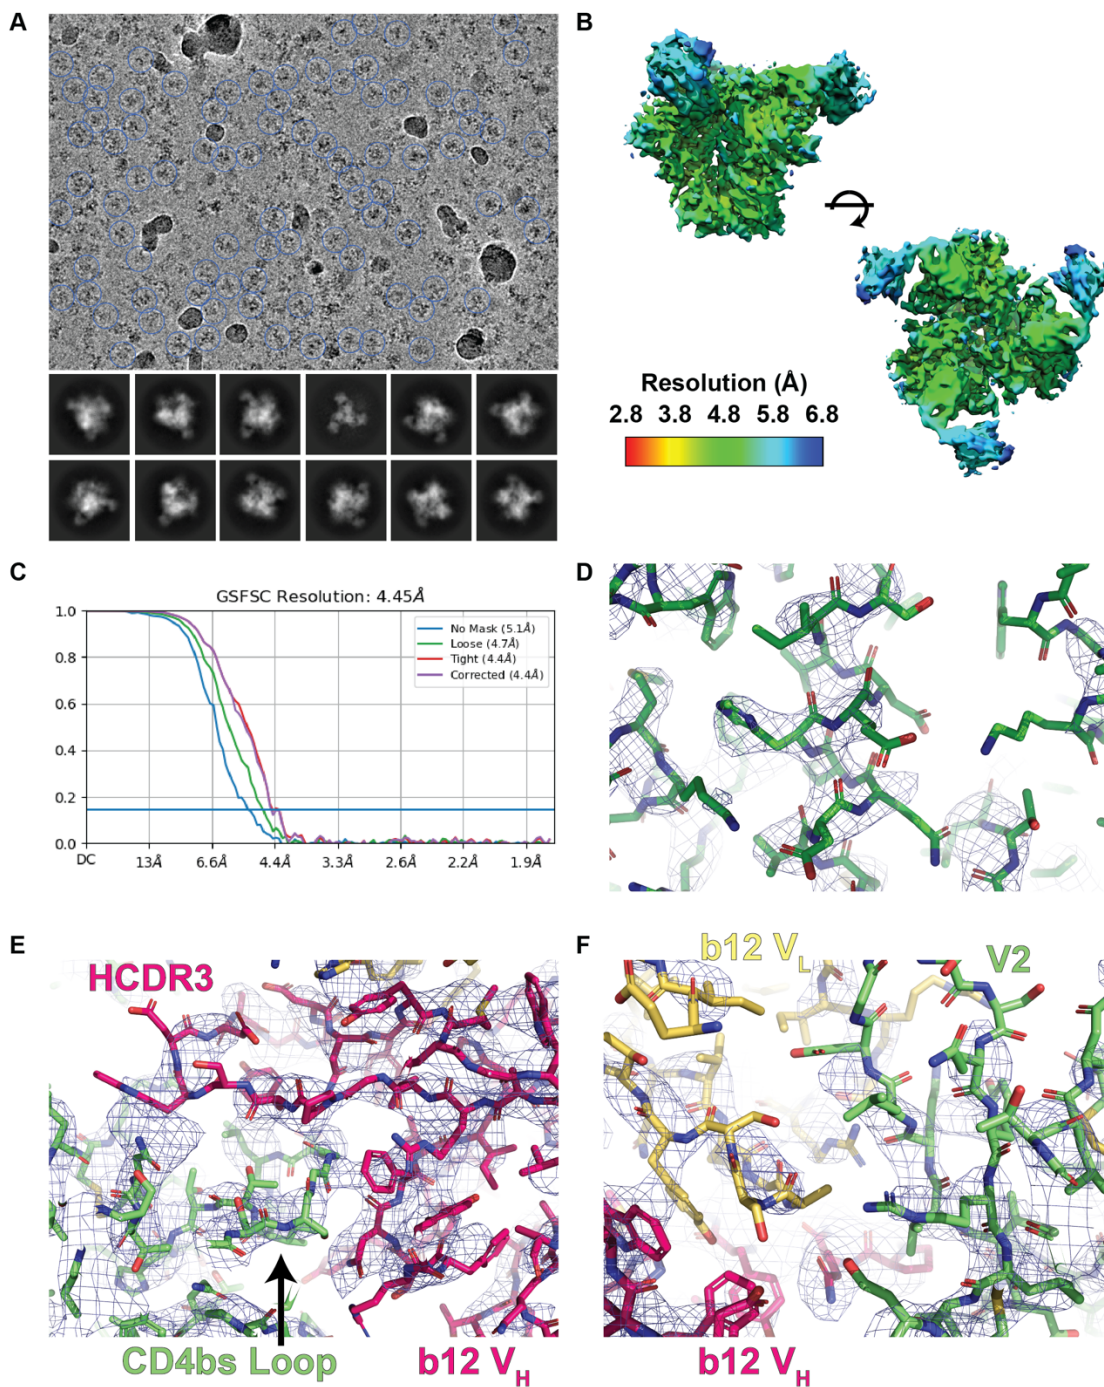 A
B
Resolution (Å)
2.8 3.8 4.8 5.8 6.8
C
GSFSC Resolution: 4.45Å
1.0
0.8
0.6
0.4
0.2
0.0
No Mask (5.1Å)
Loose (4.7Å)
Tight (4.4Å)
Corrected (4.4Å)
DC 13Å 6.6Å 4.4Å 3.3Å 2.6Å 2.2Å 1.9Å
D
E
HCDR3
CD4bs Loop
b12 VH
F
b12 VL
V2
b12 VH